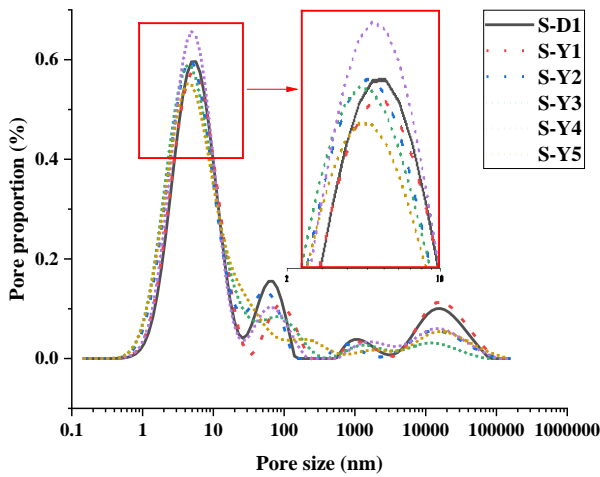 S-D1
S-Y1
S-Y2
S-Y3
S-Y4
S-Y5
Pore proportion (%)
0.6
0.4
0.2
0.0
0.1 1 10 100 1000 10000 100000 1000000
Pore size (nm)
10